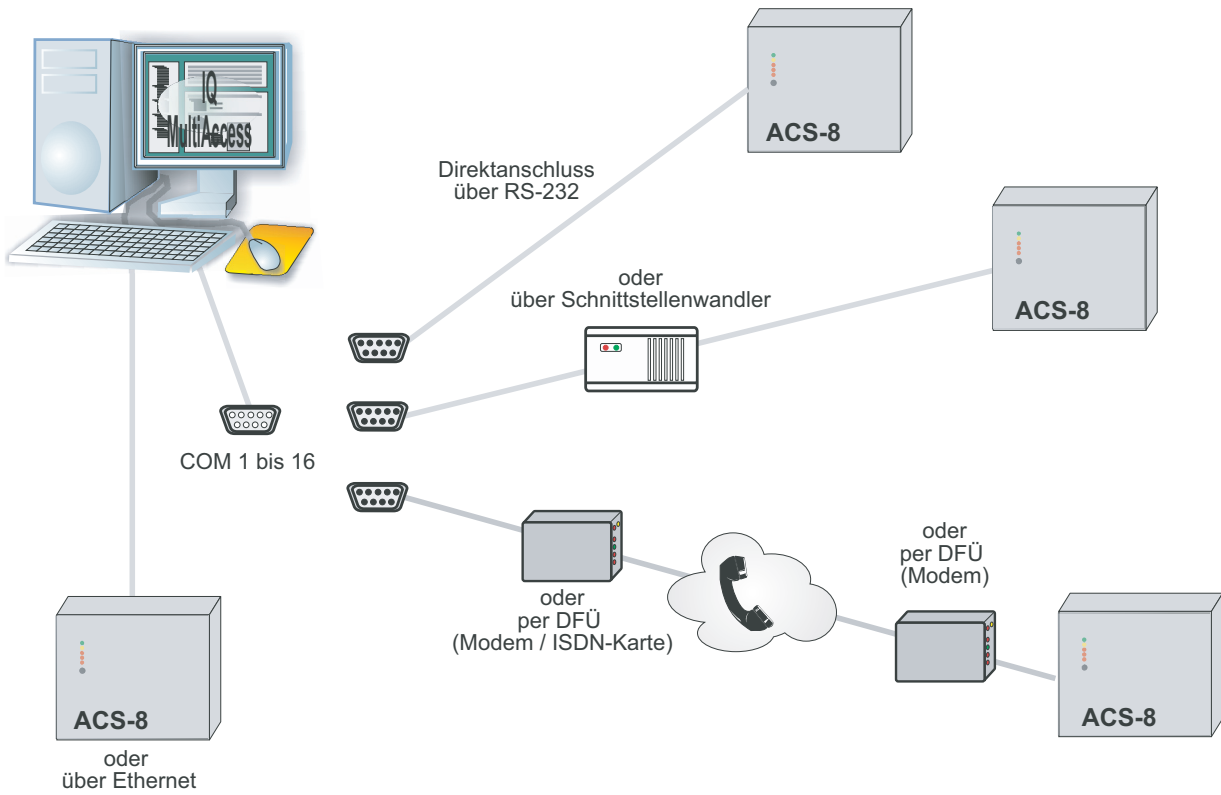 IQ
MultiAccess
ACS-8
Direktanschluss
über RS-232
ACS-8
oder
über Schnittstellenwandler
COM 1 bis 16
oder
per DFÜ
(Modem / ISDN-Karte)
oder
per DFÜ
(Modem)
ACS-8
ACS-8
oder
über Ethernet